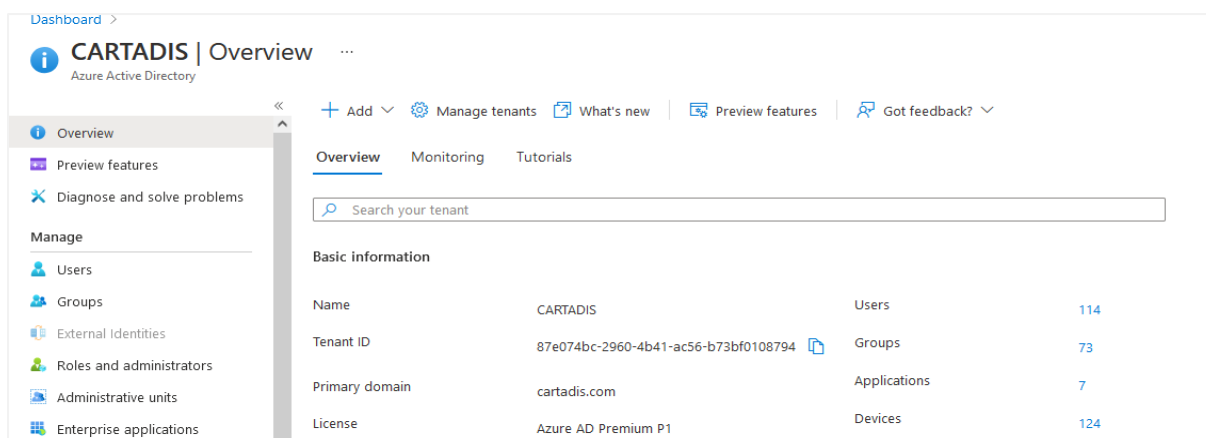 Dashboard >
CARTADIS | Overview ...
Azure Active Directory
«
Overview
Preview features
Diagnose and solve problems
Manage
Users
Groups
External Identities
Roles and administrators
Administrative units
Enterprise applications
+ Add Manage tenants What's new Preview features Got feedback?
Overview Monitoring Tutorials
Search your tenant
Basic information
Name CARTADIS Users 114
Tenant ID 87e074bc-2960-4b41-ac56-b73bf0108794 Groups 73
Primary domain cartadis.com Applications 7
License Azure AD Premium P1 Devices 124